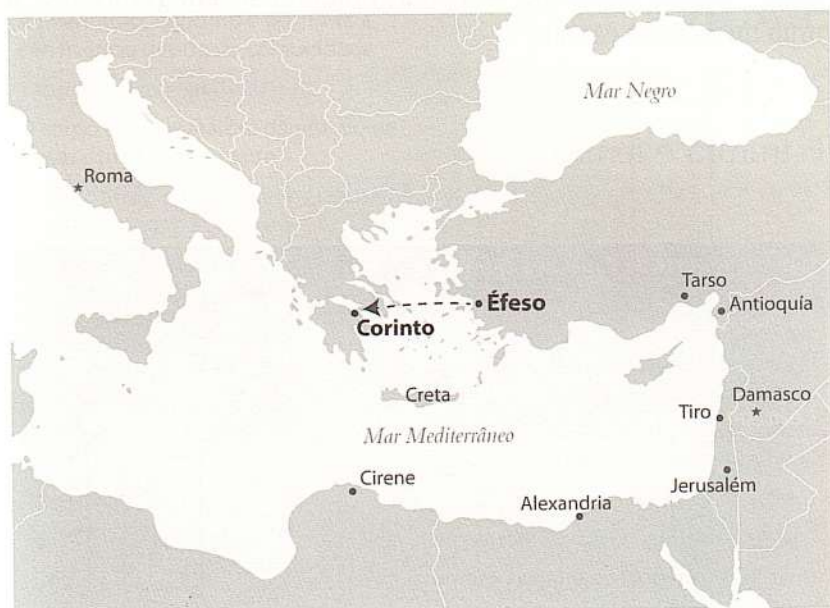 Mar Negro
Roma
Tarso
Éfeso
Antioquía
Corinto
Creta
Damasco
Tiro
Mar Mediterrâneo
Cirene
Jerusalém
Alexandria